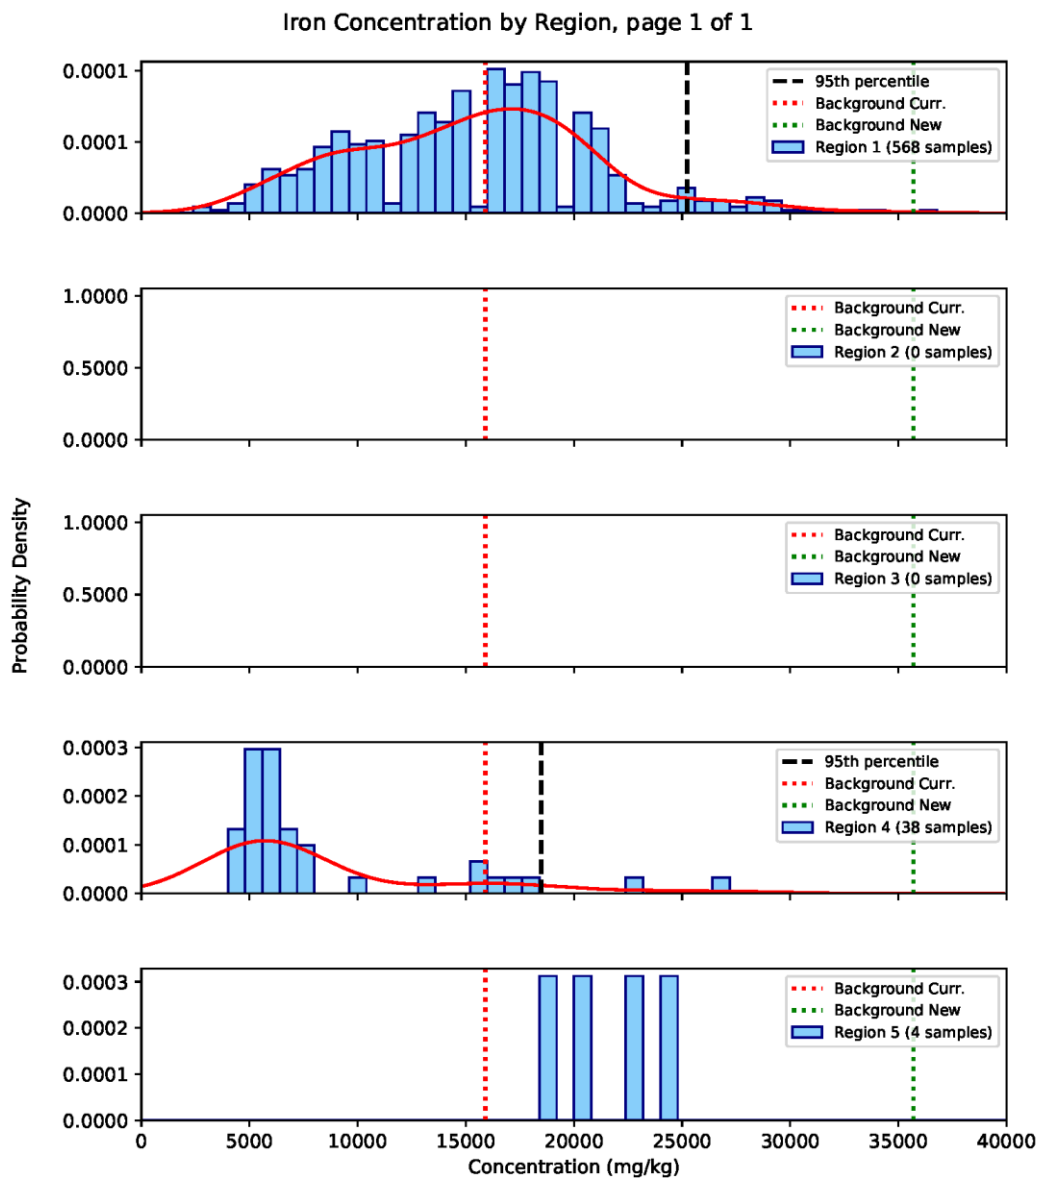 Iron Concentration by Region, page 1 of 1
0.0001
0.0001
0.0000
95th percentile
Background Curr.
Background New
Region 1 (568 samples)
1.0000
0.5000
0.0000
Background Curr.
Background New
Region 2 (0 samples)
Probability Density
1.0000
0.5000
0.0000
Background Curr.
Background New
Region 3 (0 samples)
0.0003
0.0002
0.0001
0.0000
95th percentile
Background Curr.
Background New
Region 4 (38 samples)
0.0003
0.0002
0.0001
0.0000
Background Curr.
Background New
Region 5 (4 samples)
0 5000 10000 15000 20000 25000 30000 35000 40000
Concentration (mg/kg)